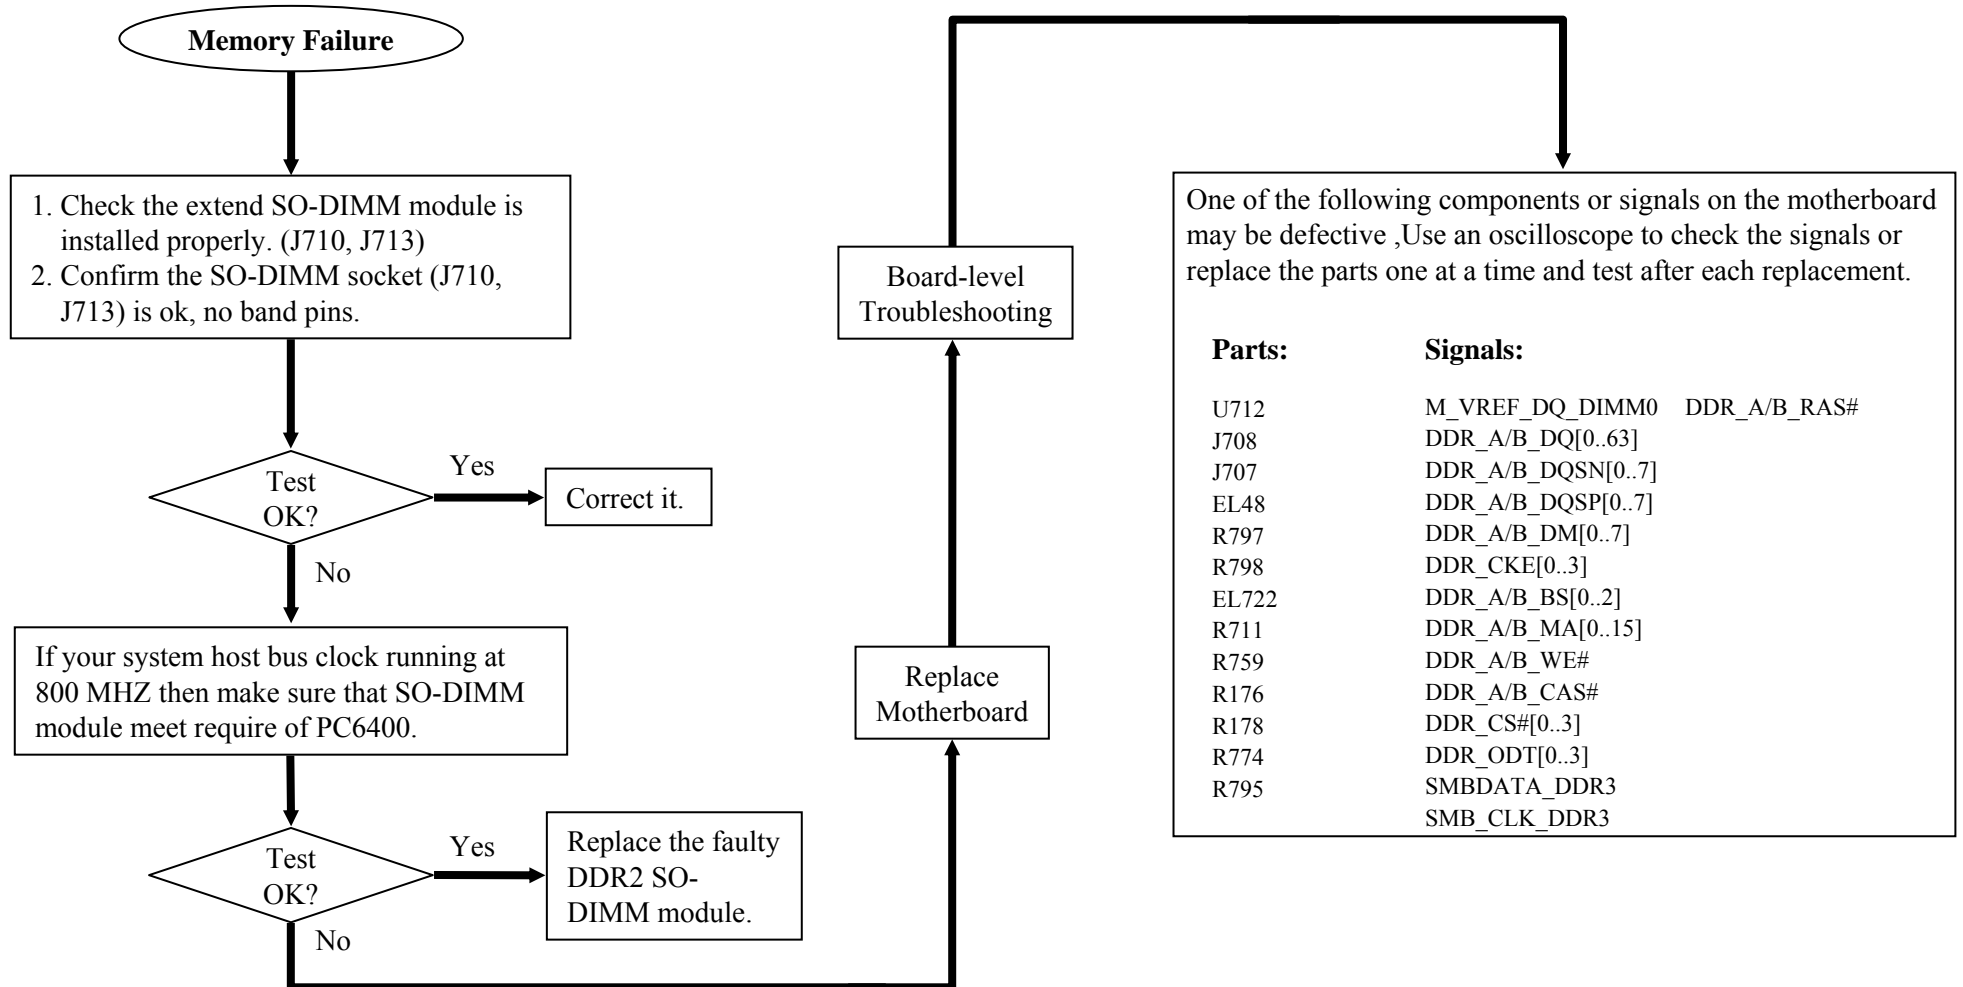 Memory Failure
1. Check the extend SO-DIMM module is
installed properly. (J710, J713)
2. Confirm the SO-DIMM socket (J710,
J713) is ok, no band pins.
Test
OK?
Yes
Correct it.
No
If your system host bus clock running at
800 MHZ then make sure that SO-DIMM
module meet require of PC6400.
Test
OK?
Yes
Replace the faulty
DDR2 SO-
DIMM module.
No
Replace
Motherboard
Board-level
Troubleshooting
One of the following components or signals on the motherboard
may be defective ,Use an oscilloscope to check the signals or
replace the parts one at a time and test after each replacement.
Parts:
U712
J708
J707
EL48
R797
R798
EL722
R711
R759
R176
R178
R774
R795
Signals:
M_VREF_DQ_DIMM0 DDR_A/B_RAS#
DDR_A/B_DQ[0..63]
DDR_A/B_DQSN[0..7]
DDR_A/B_DQSP[0..7]
DDR_A/B_DM[0..7]
DDR_CKE[0..3]
DDR_A/B_BS[0..2]
DDR_A/B_MA[0..15]
DDR_A/B_WE#
DDR_A/B_CAS#
DDR_CS#[0..3]
DDR_ODT[0..3]
SMBDATA_DDR3
SMB_CLK_DDR3